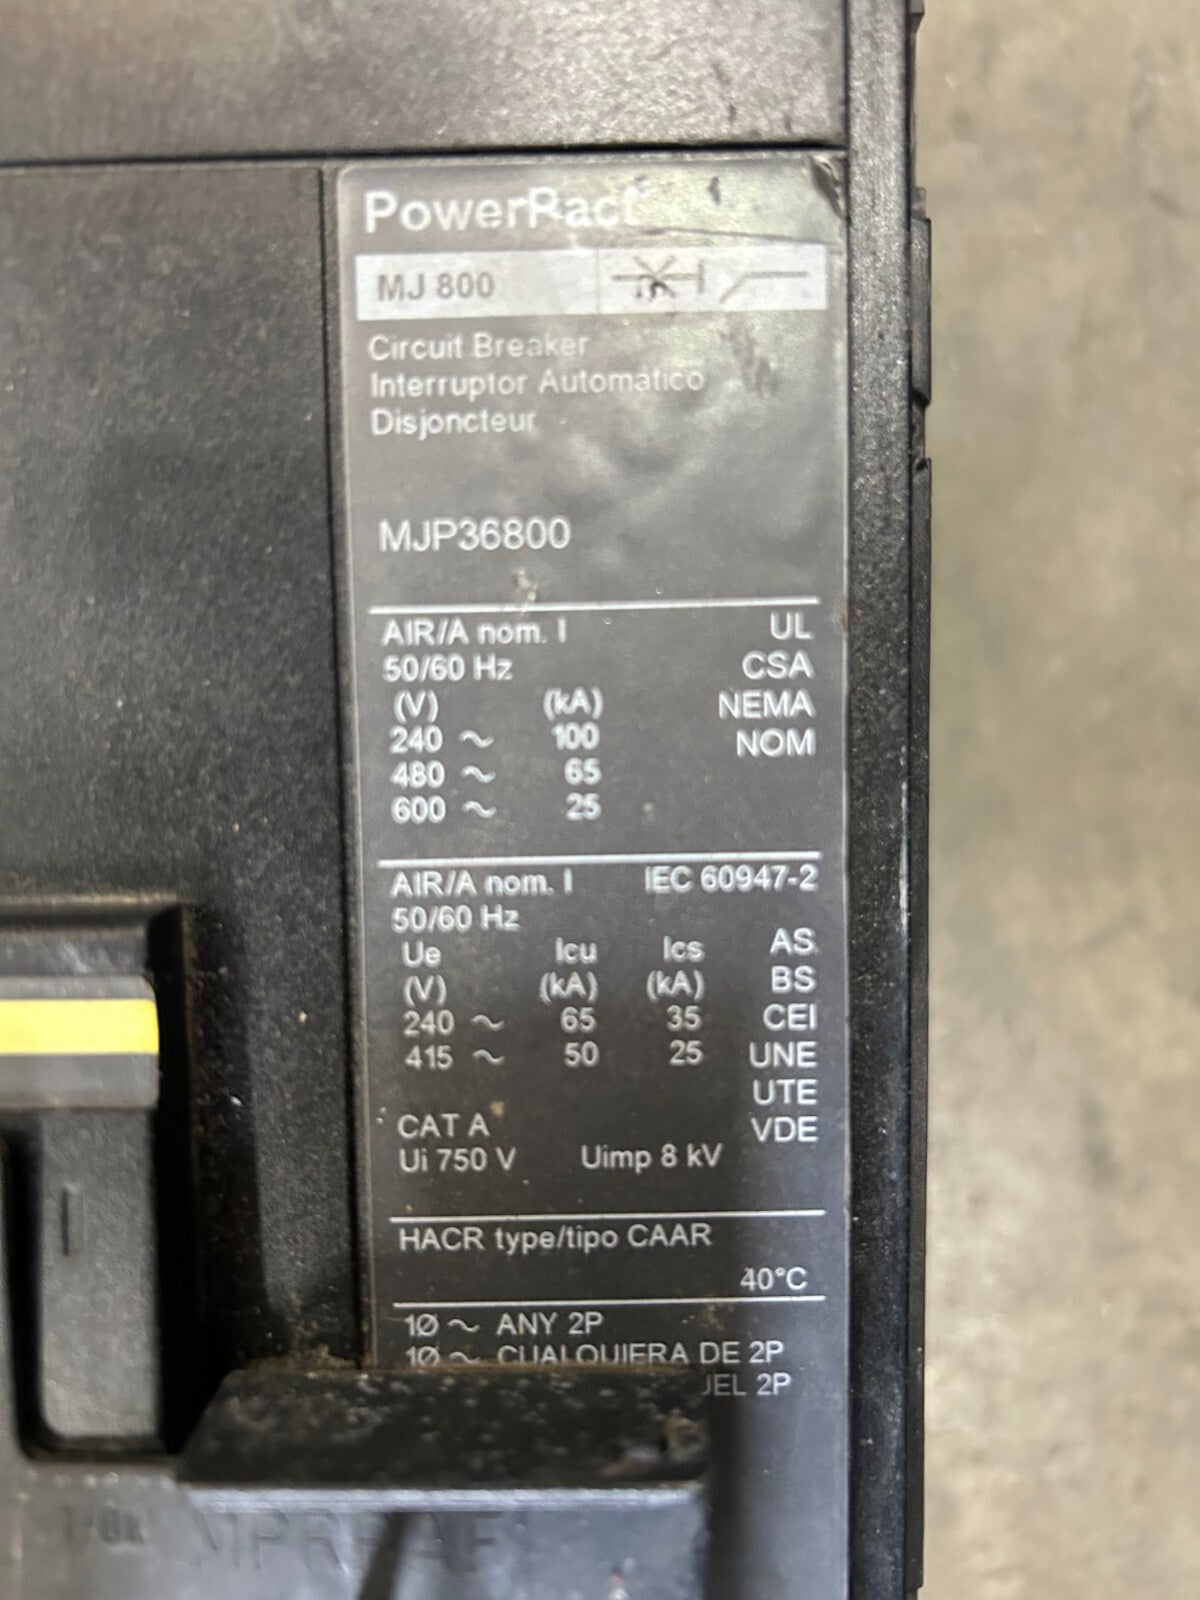 PowerPact
MJ 800
Circuit Breaker
Interruptor Automatico
Disjoncteur
MJP36800
AIR/A nom. I UL
50/60 Hz CSA
(V) (kA) NEMA
240 ~ 100 NOM
480 ~ 65
600 ~ 25
AIR/A nom. I IEC 60947-2
50/60 Hz
Ue Icu Ics AS
(V) (kA) (kA) BS
240 ~ 65 35 CEI
415 ~ 50 25 UNE
UTE
CAT A VDE
Ui 750 V Uimp 8 kV
HACR type/tipo CAAR
40°C
1Ø ~ ANY 2P
1Ø ~ CUALQUIERA DE 2P
2P
I